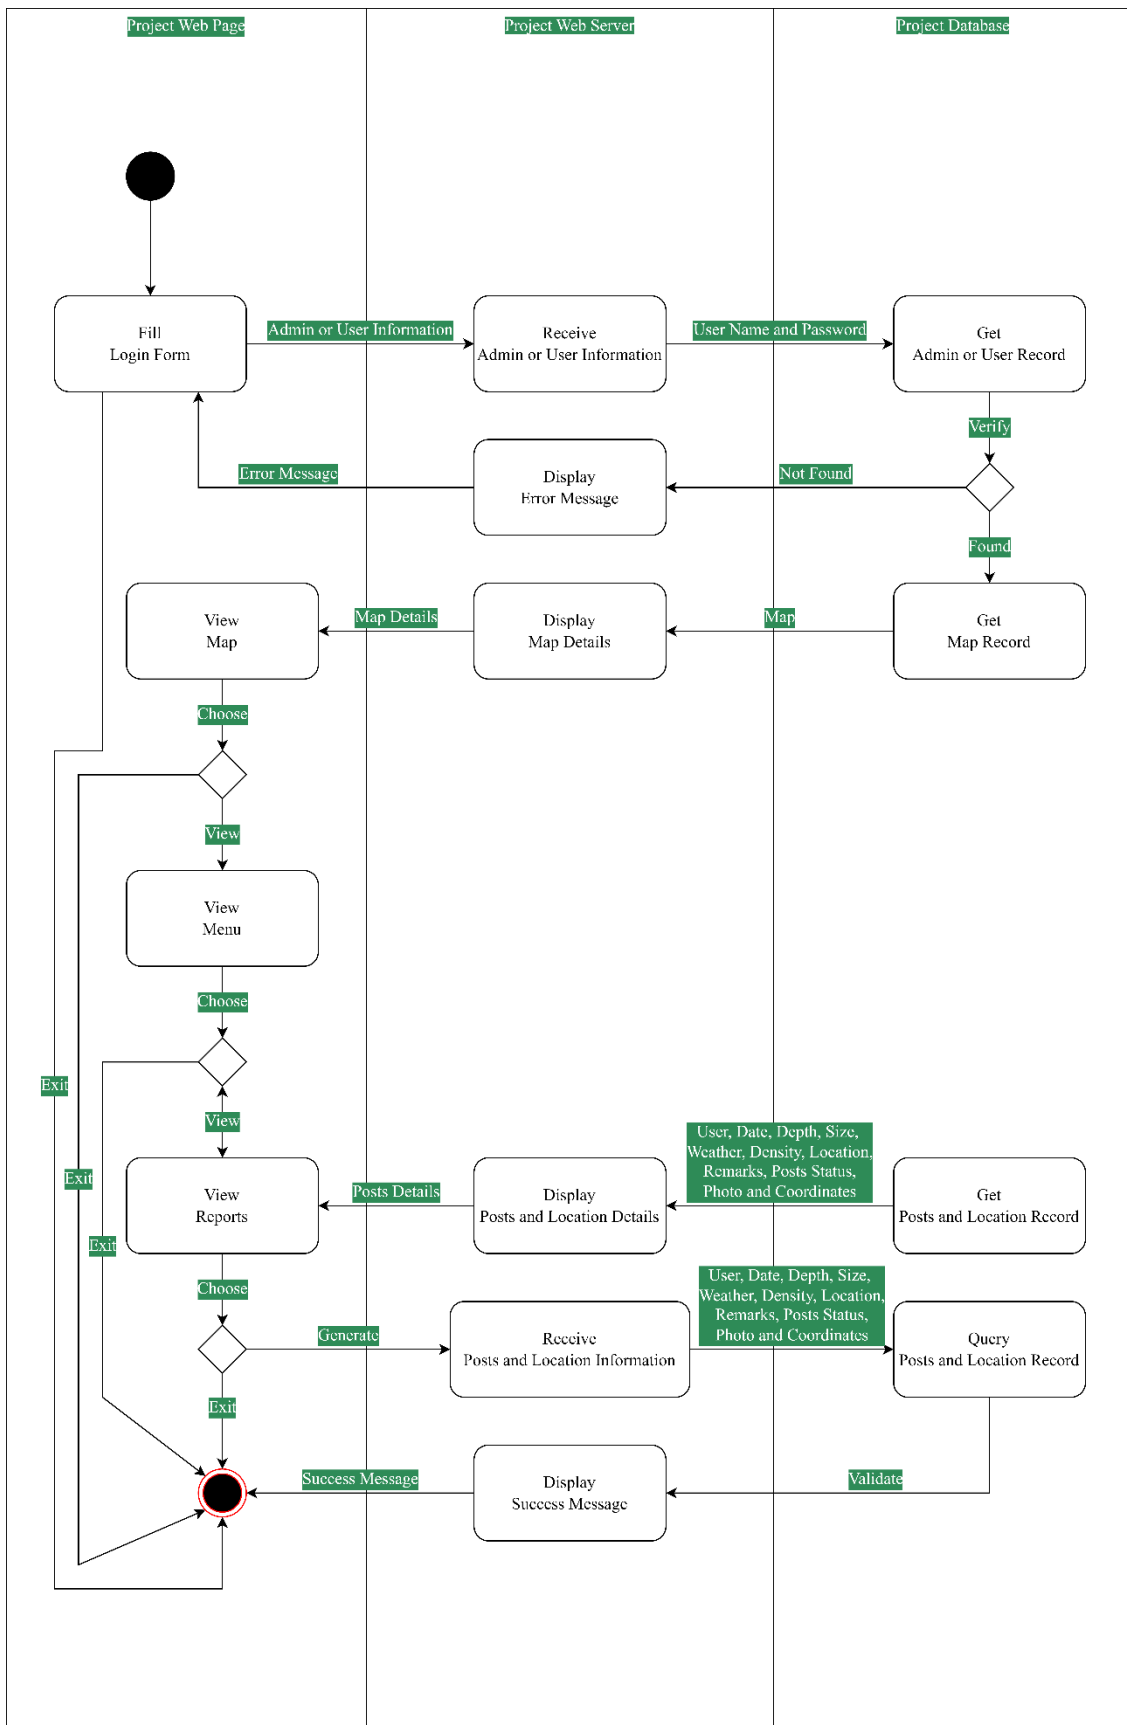 Project Web Page
Project Web Server
Project Database
Fill
Login Form
Admin or User Information
Receive
Admin or User Information
User Name and Password
Get
Admin or User Record
Verify
Error Message
Display
Error Message
Not Found
Found
View
Map
Map Details
Display
Map Details
Map
Get
Map Record
Choose
View
View
Menu
Choose
Exit
View
Exit
View
Reports
Posts Details
Display
Posts and Location Details
User, Date, Depth, Size,
Weather, Density, Location,
Remarks, Posts Status,
Photo and Coordinates
Get
Posts and Location Record
Exit
Choose
Generate
Receive
Posts and Location Information
User, Date, Depth, Size,
Weather, Density, Location,
Remarks, Posts Status,
Photo and Coordinates
Query
Posts and Location Record
Exit
Success Message
Display
Success Message
Validate